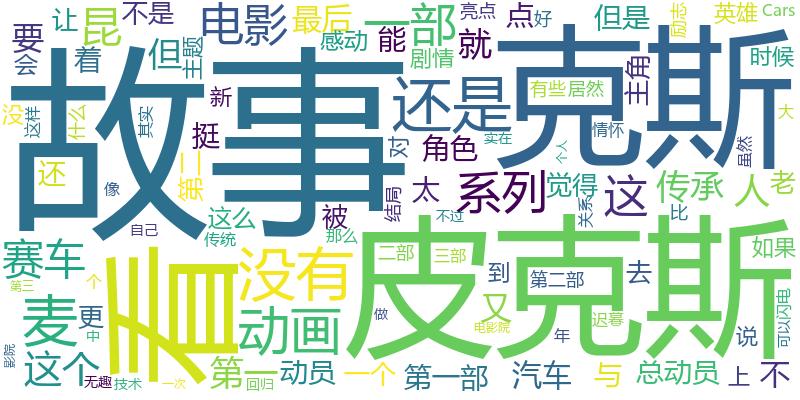 让
昆
不是
电影
最后
感动
一部
能
剧情
亮点
就
点
好
但是
励志
英雄
Cars
要
会
着
但
主题
故事
新
挺
还是
对
角色
克斯
有些
居然
主角
时候
情怀
实在
个人
虽然
大
没
这样
什么
其实
还
第二
像
自己
这么
传统
被
结局
太
系列
不过
觉得
关系
这
传承
比
人
老
赛车
第三
麦
更
个
中
看
没有
那么
动画
皮克斯
二部
三部
到
又
第二部
去
如果
迟暮
电影院
年
说
可以
闪电
做
影院
这个
无趣
技术
第一
回归
一次
动员
一个
第一部
汽车
与
总动员
上
不